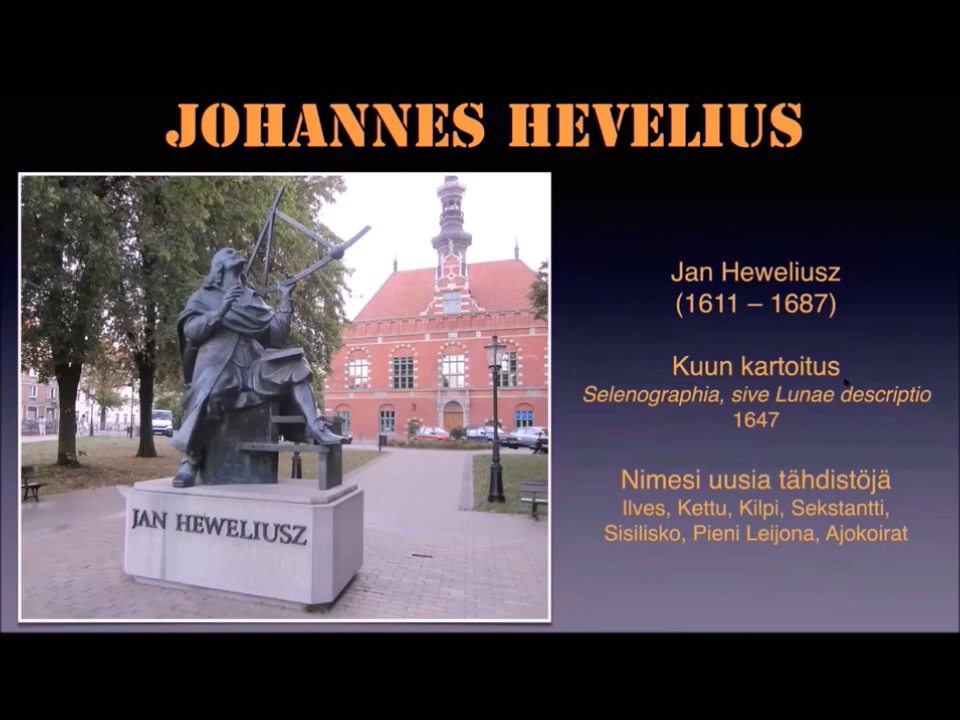 JOHANNES HEVELIUS
JAN HEWELIUSZ
Jan Heweliusz
(1611 – 1687)
Kuun kartoitus
Selenographia, sive Lunae descriptio
1647
Nimesi uusia tähdistöjä
Ilves, Kettu, Kilpi, Sekstantti,
Sisilisko, Pieni Leijona, Ajokoirat